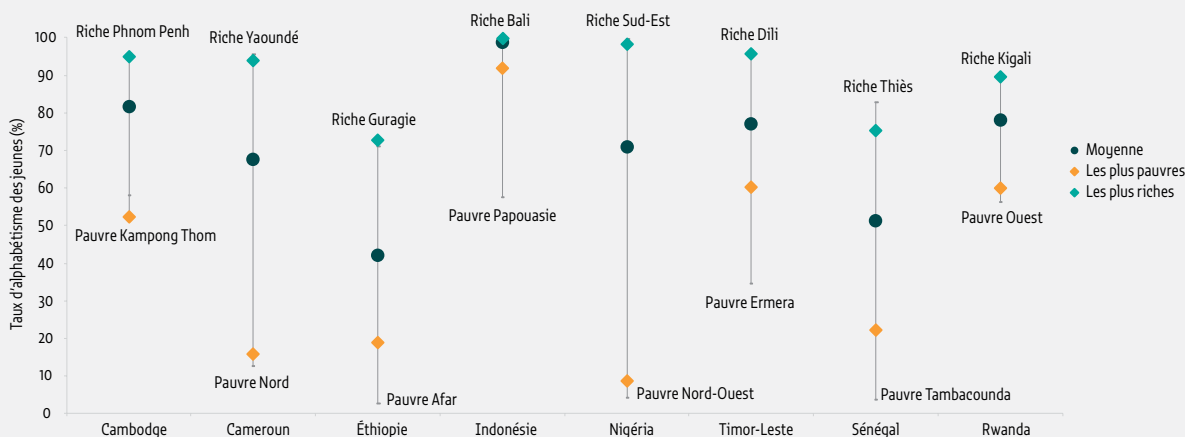 Taux d'alphabétisme des jeunes (%)
100
90
80
70
60
50
40
30
20
10
0
Riche Phnom Penh
Pauvre Kampong Thom
Riche Yaoundé
Pauvre Nord
Riche Guragie
Pauvre Afar
Riche Bali
Pauvre Papouasie
Riche Sud-Est
Pauvre Nord-Ouest
Riche Dili
Pauvre Ermera
Riche Thiès
Pauvre Tambacounda
Riche Kigali
Pauvre Ouest
Cambodge
Cameroun
Éthiopie
Indonésie
Nigéria
Timor-Leste
Sénégal
Rwanda
Moyenne
Les plus pauvres
Les plus riches